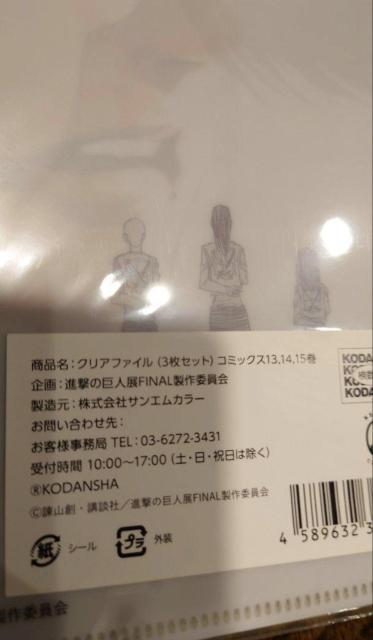 商品名：クリアファイル（3枚セット）コミックス13,14,15巻
企画：進撃の巨人展FINAL製作委員会
製造元：株式会社サンエムカラー
お問い合わせ先：
お客様事務局 TEL：03-6272-3431
受付時間 10:00～17:00（土・日・祝日は除く）
ⓇKODANSHA
Ⓒ諫山創・講談社／進撃の巨人展FINAL製作委員会
紙 シール
プラ 外装
4 589632 3
KODA
KODA
製作委員会